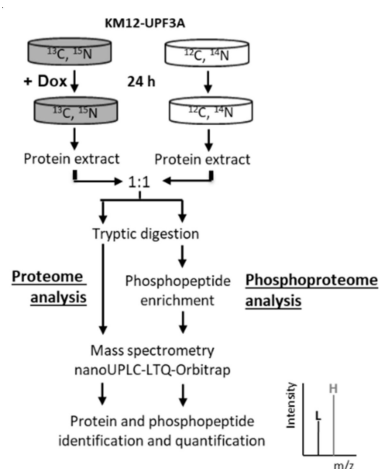 KM12-UPF3A
¹³C, ¹⁵N
¹²C, ¹⁴N
+ Dox
24 h
¹³C, ¹⁵N
¹²C, ¹⁴N
Protein extract
Protein extract
1:1
Tryptic digestion
Proteome
analysis
Phosphopeptide
enrichment
Phosphoproteome
analysis
Mass spectrometry
nanoUPLC-LTQ-Orbitrap
Protein and phosphopeptide
identification and quantification
Intensity
L
H
m/z